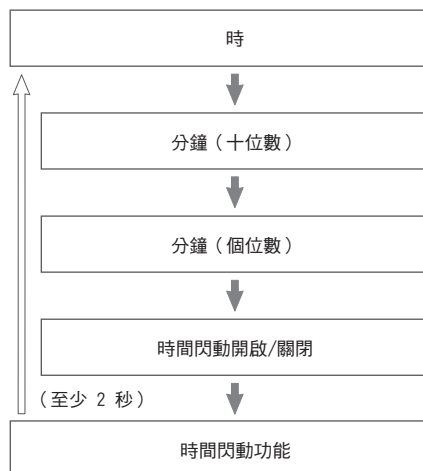 時
分鐘（十位數）
分鐘（個位數）
時間閃動開啟/關閉
（至少 2 秒）
時間閃動功能